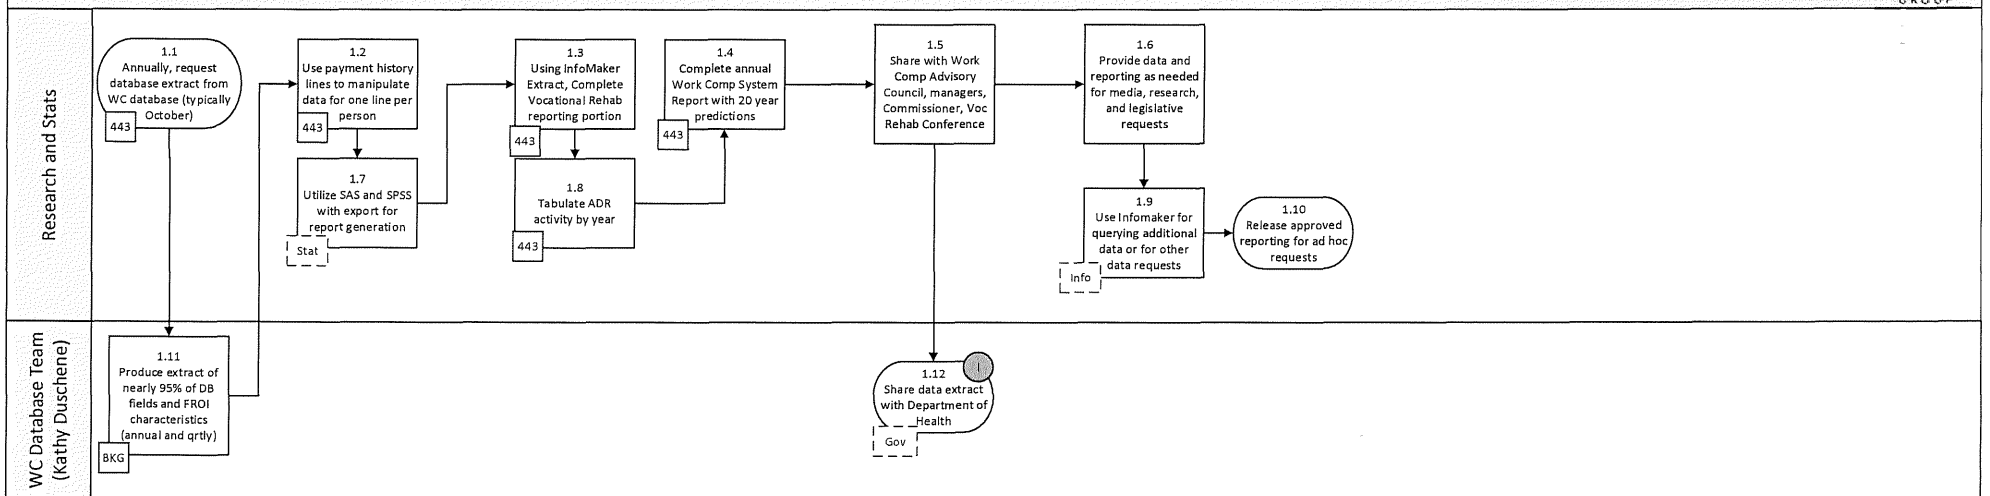 GROUP
Research and Stats
1.1
Annually, request
database extract from
WC database (typically
October)
443
1.2
Use payment history
lines to manipulate
data for one line per
person
443
1.3
Using InfoMaker
Extract, Complete
Vocational Rehab
reporting portion
443
1.4
Complete annual
Work Comp System
Report with 20 year
predictions
443
1.5
Share with Work
Comp Advisory
Council, managers,
Commissioner, Voc
Rehab Conference
1.6
Provide data and
reporting as needed
for media, research,
and legislative
requests
1.7
Utilize SAS and SPSS
with export for
report generation
Stat
1.8
Tabulate ADR
activity by year
443
1.9
Use Infomaker for
querying additional
data or for other
data requests
Info
1.10
Release approved
reporting for ad hoc
requests
WC Database Team
(Kathy Duschene)
1.11
Produce extract of
nearly 95% of DB
fields and FROI
characteristics
(annual and qrtly)
BKG
I
1.12
Share data extract
with Department of
Health
Gov